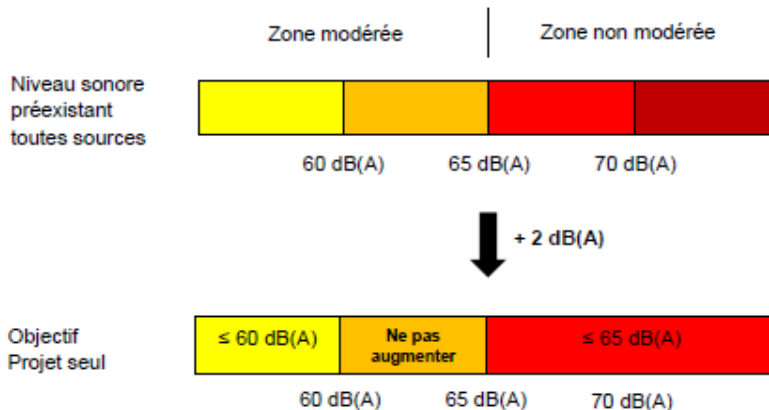 Zone modérée
Zone non modérée
Niveau sonore
préexistant
toutes sources
60 dB(A)
65 dB(A)
70 dB(A)
+ 2 dB(A)
Objectif
Projet seul
≤ 60 dB(A)
Ne pas
augmenter
≤ 65 dB(A)
60 dB(A)
65 dB(A)
70 dB(A)